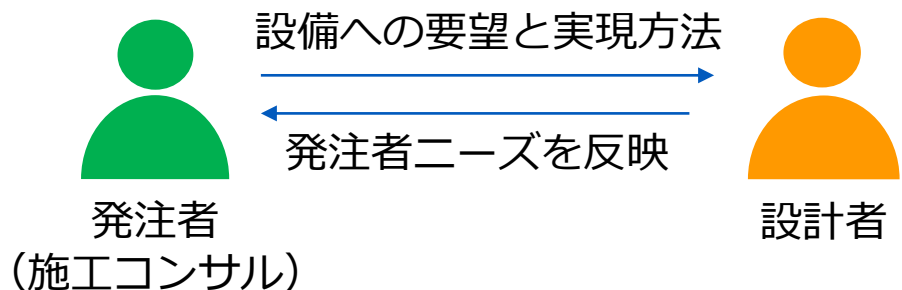 設備への要望と実現方法
発注者ニーズを反映
発注者
（施工コンサル）
設計者